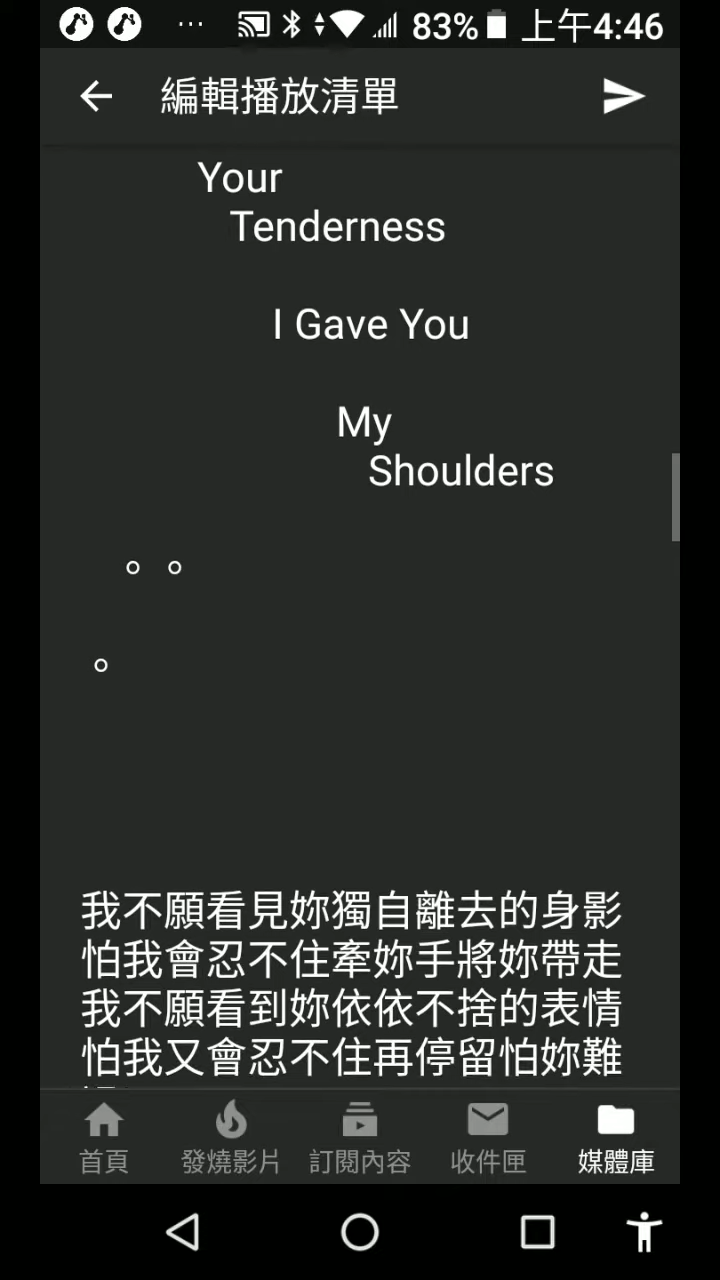 83% 上午4:46
編輯播放清單
Your
Tenderness
I Gave You
My
Shoulders
。。
。
我不願看見妳獨自離去的身影
怕我會忍不住牽妳手將妳帶走
我不願看到妳依依不捨的表情
怕我又會忍不住再停留怕妳難
首頁 發燒影片 訂閱內容 收件匣 媒體庫